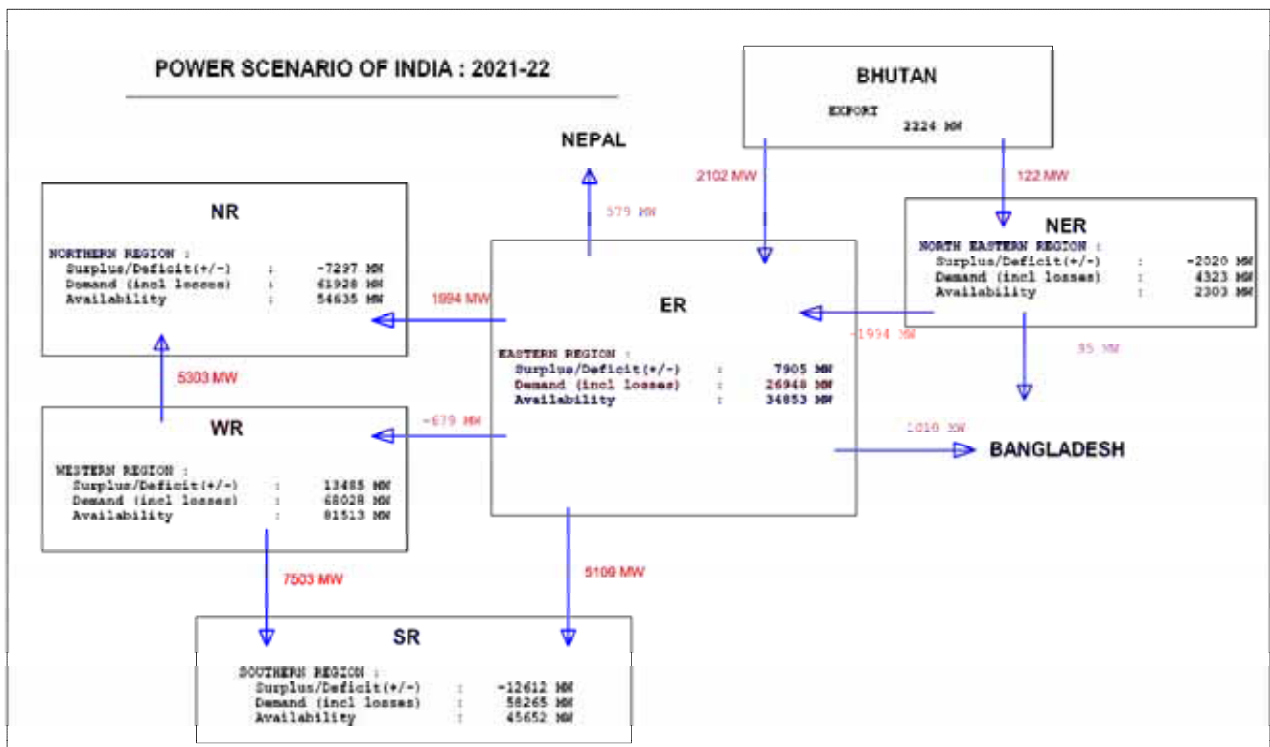 POWER SCENARIO OF INDIA : 2021-22
BHUTAN
EXPORT
2224 MW
NEPAL
2102 MW
122 MW
579 MW
NR
NORTHERN REGION :
Surplus/Deficit(+/-) : -7297 MW
Demand (incl losses) : 61928 MW
Availability : 54635 MW
NER
NORTH EASTERN REGION :
Surplus/Deficit(+/-) : -2020 MW
Demand (incl losses) : 4323 MW
Availability : 2303 MW
1994 MW
ER
-1994 MW
95 MW
EASTERN REGION :
Surplus/Deficit(+/-) : 7905 MW
Demand (incl losses) : 26948 MW
Availability : 34853 MW
5303 MW
-679 MW
MW
BANGLADESH
WR
WESTERN REGION :
Surplus/Deficit(+/-) : 13485 MW
Demand (incl losses) : 68028 MW
Availability : 81513 MW
7503 MW
5109 MW
SR
SOUTHERN REGION :
Surplus/Deficit(+/-) : -12612 MW
Demand (incl losses) : 58265 MW
Availability : 45652 MW